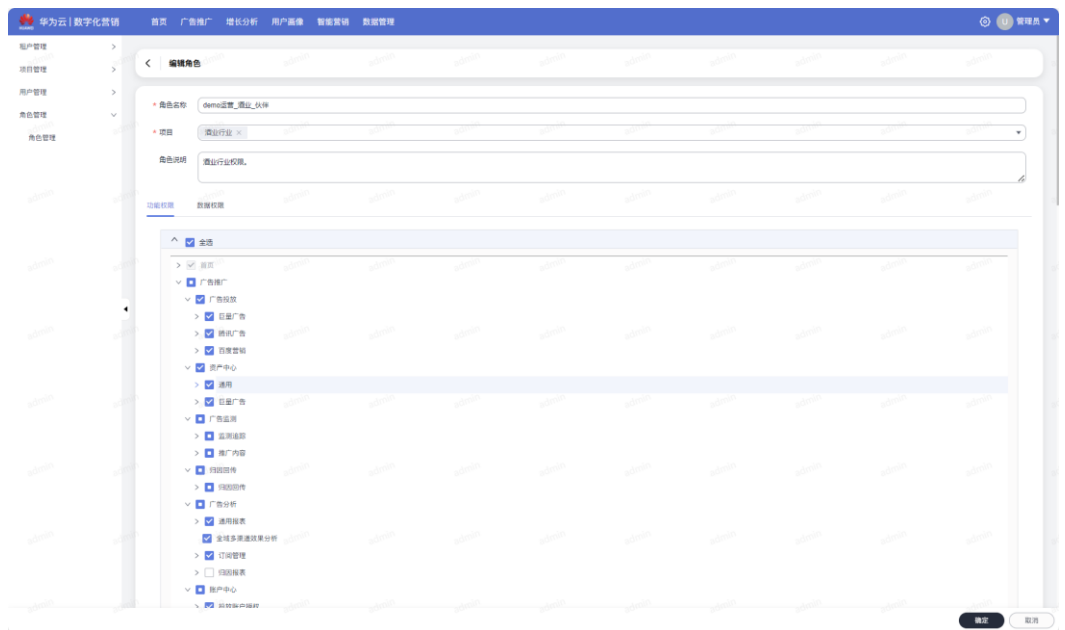 华为云 | 数字化营销 首页 广告推广 增长分析 用户画像 智能营销 数据管理 U 管理员
租户管理
项目管理
用户管理
角色管理
角色管理
编辑角色
* 角色名称 demo运营_酒业_伙伴
* 项目 酒业行业 ×
角色说明 酒业行业权限。
功能权限 数据权限
全选
首页
广告推广
广告投放
巨量广告
腾讯广告
百度营销
资产中心
通用
巨量广告
广告监测
监测追踪
推广内容
归因回传
归因回传
广告分析
通用报表
全域多渠道效果分析
订阅管理
归因报表
账户中心
投放账户授权
确定 取消
admin